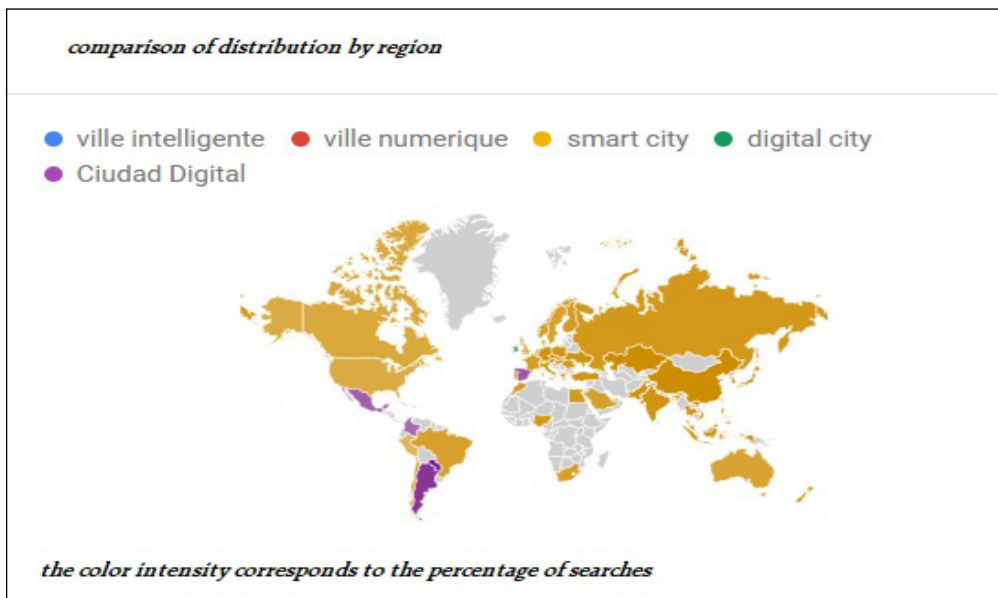 comparison of distribution by region
ville intelligente ville numerique smart city digital city
Ciudad Digital
the color intensity corresponds to the percentage of searches